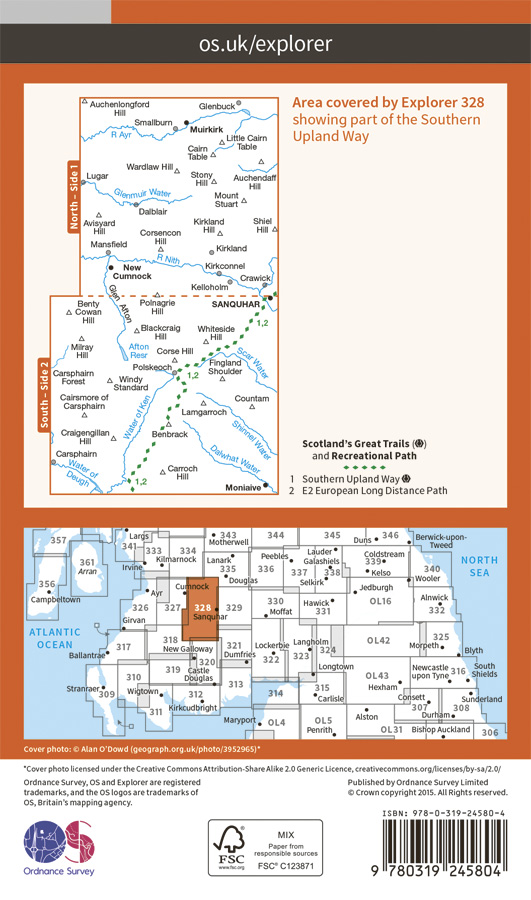 os.uk/explorer
Area covered by Explorer 328
showing part of the Southern
Upland Way
North – Side 1
South – Side 2
Auchenlongford
Hill
Glenbuck
Smallburn
Muirkirk
R Ayr
Cairn
Table
Little Cairn
Table
Wardlaw Hill
Lugar
Stony
Hill
Auchendaff
Hill
Glenmuir Water
Mount
Stuart
Dalblair
Avisyard
Hill
Kirkland
Hill
Shiel
Hill
Corsencon
Hill
Mansfield
Kirkland
R Nith
New
Cumnock
Kirkconnel
Crawick
Kelloholm
Glen Afton
Polnagrie
Hill
SANQUHAR
Benty
Cowan
Hill
1,2
Blackcraig
Hill
Whiteside
Hill
Milray
Hill
Afton
Resr
Corse Hill
Scar Water
Polskeoch
Fingland
Shoulder
Carsphairn
Forest
Windy
Standard
1,2
Cairnsmore of
Carsphairn
Water of Ken
Lamgarroch
Countam
Craigengillan
Hill
Benbrack
Shinnel Water
Carsphairn
Dalwhat Water
Water of
Deugh
Carroch
Hill
1,2
Moniaive
Scotland's Great Trails ( )
and Recreational Path
1 Southern Upland Way
2 E2 European Long Distance Path
357
Largs
341
333
334
Kilmarnock
343
Motherwell
344
345
Duns
346
Berwick-upon-
Tweed
361
Arran
Irvine
Lanark
335
Peebles
336
Lauder
Galashiels
337
338
Selkirk
Coldstream
339
Kelso
340
Wooler
NORTH
SEA
356
Campbeltown
Ayr
Cumnock
Douglas
326
327
328
Sanquhar
329
330
Moffat
331
Hawick
Jedburgh
OL16
Alnwick
332
Girvan
ATLANTIC
OCEAN
317
318
New Galloway
321
Lockerbie
322
Langholm
323
324
OL42
325
Morpeth
Ballantrae
319
320
Castle
Douglas
Dumfries
Longtown
Blyth
Stranraer
309
310
Wigtown
311
312
Kirkcudbright
313
314
315
Carlisle
OL43
Hexham
Newcastle
upon Tyne
316
South
Shields
Sunderland
Maryport
OL4
OL5
Penrith
Alston
Consett
307
308
Durham
OL31
Bishop Auckland
306
Cover photo: © Alan O'Dowd (geograph.org.uk/photo/3952965)*
*Cover photo licensed under the Creative Commons Attribution-Share Alike 2.0 Generic Licence, creativecommons.org/licenses/by-sa/2.0/
Ordnance Survey, OS and Explorer are registered
trademarks, and the OS logos are trademarks of
OS, Britain's mapping agency.
Published by Ordnance Survey Limited
© Crown copyright 2015. All Rights Reserved.
OS
Ordnance Survey
FSC
www.fsc.org
MIX
Paper from
responsible sources
FSC® C123871
ISBN: 978-0-319-24580-4
9 780319 245804